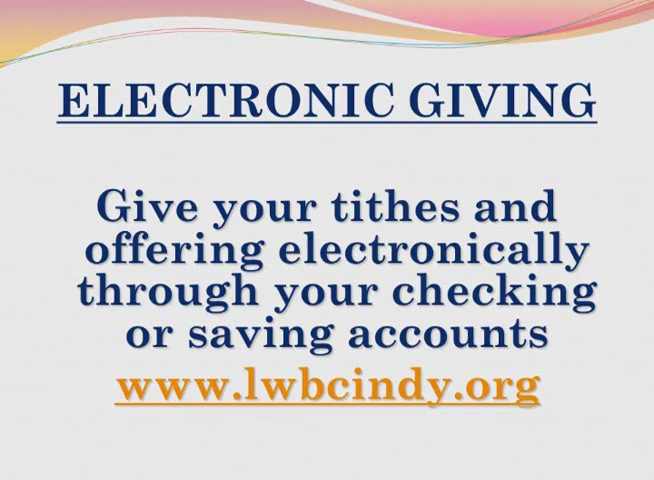 ELECTRONIC GIVING
Give your tithes and
offering electronically
through your checking
or saving accounts
www.lwbcindy.org